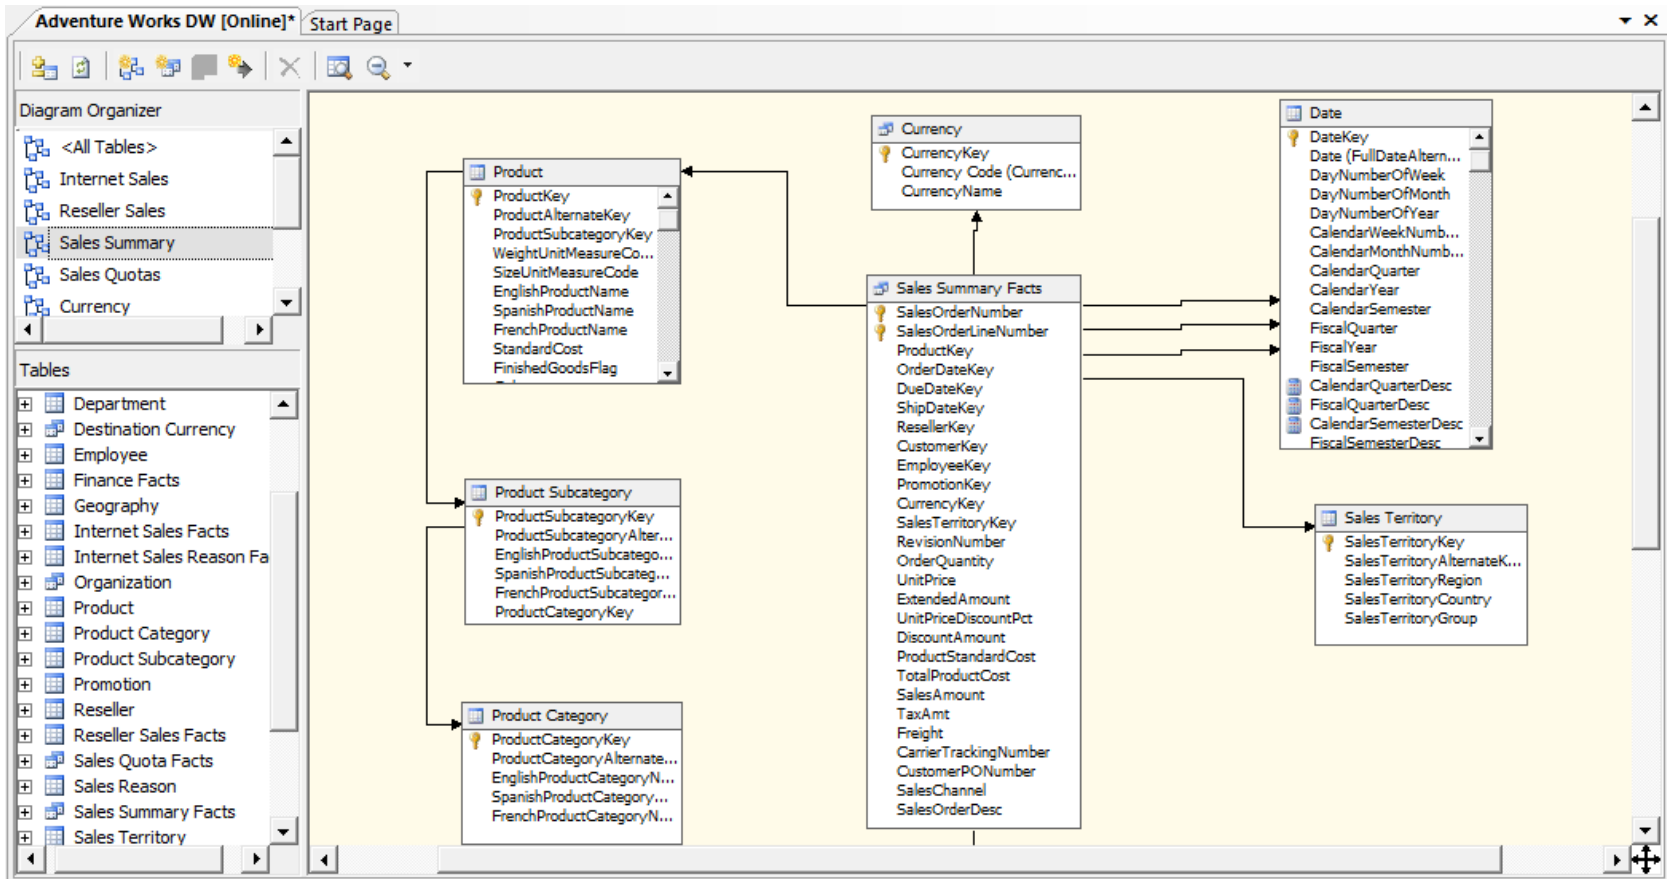 Adventure Works DW [Online]*
Start Page
Diagram Organizer
<All Tables>
Internet Sales
Reseller Sales
Sales Summary
Sales Quotas
Currency
Tables
Department
Destination Currency
Employee
Finance Facts
Geography
Internet Sales Facts
Internet Sales Reason Fa
Organization
Product
Product Category
Product Subcategory
Promotion
Reseller
Reseller Sales Facts
Sales Quota Facts
Sales Reason
Sales Summary Facts
Sales Territory
Product
ProductKey
ProductAlternateKey
ProductSubcategoryKey
WeightUnitMeasureCo...
SizeUnitMeasureCode
EnglishProductName
SpanishProductName
FrenchProductName
StandardCost
FinishedGoodsFlag
Product Subcategory
ProductSubcategoryKey
ProductSubcategoryAlter...
EnglishProductSubcatego...
SpanishProductSubcateg...
FrenchProductSubcategor...
ProductCategoryKey
Product Category
ProductCategoryKey
ProductCategoryAlternate...
EnglishProductCategoryN...
SpanishProductCategory...
FrenchProductCategoryN...
Currency
CurrencyKey
Currency Code (Currenc...
CurrencyName
Sales Summary Facts
SalesOrderNumber
SalesOrderLineNumber
ProductKey
OrderDateKey
DueDateKey
ShipDateKey
ResellerKey
CustomerKey
EmployeeKey
PromotionKey
CurrencyKey
SalesTerritoryKey
RevisionNumber
OrderQuantity
UnitPrice
ExtendedAmount
UnitPriceDiscountPct
DiscountAmount
ProductStandardCost
TotalProductCost
SalesAmount
TaxAmt
Freight
CarrierTrackingNumber
CustomerPONumber
SalesChannel
SalesOrderDesc
Date
DateKey
Date (FullDateAltern...
DayNumberOfWeek
DayNumberOfMonth
DayNumberOfYear
CalendarWeekNumb...
CalendarMonthNumb...
CalendarQuarter
CalendarYear
CalendarSemester
FiscalQuarter
FiscalYear
FiscalSemester
CalendarQuarterDesc
FiscalQuarterDesc
CalendarSemesterDesc
FiscalSemesterDesc
Sales Territory
SalesTerritoryKey
SalesTerritoryAlternateK...
SalesTerritoryRegion
SalesTerritoryCountry
SalesTerritoryGroup